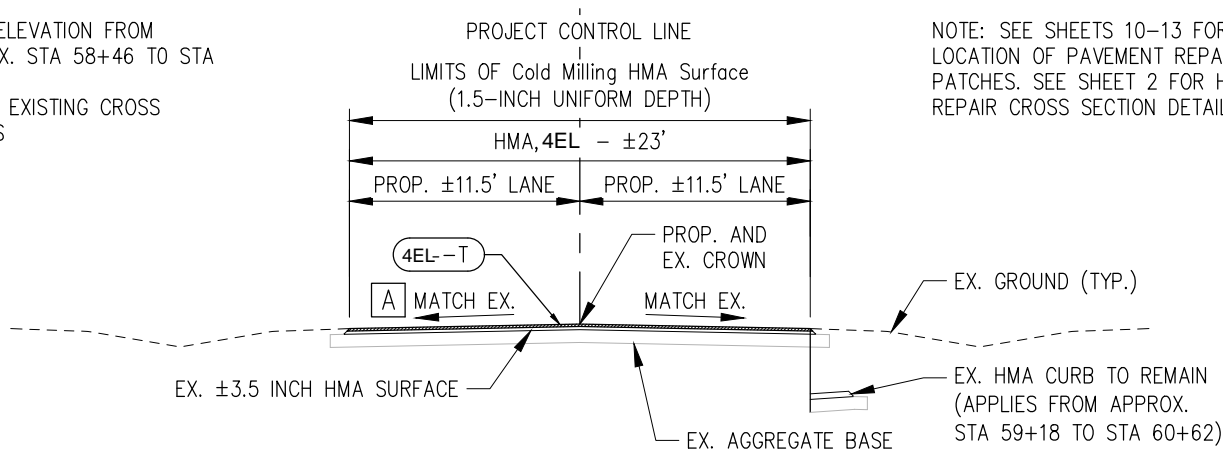 ELEVATION FROM
X. STA 58+46 TO STA
EXISTING CROSS
S
PROJECT CONTROL LINE
LIMITS OF Cold Milling HMA Surface
(1.5-INCH UNIFORM DEPTH)
HMA, 4EL - ±23'
PROP. ±11.5' LANE
PROP. ±11.5' LANE
NOTE: SEE SHEETS 10-13 FOR
LOCATION OF PAVEMENT REPA
PATCHES. SEE SHEET 2 FOR H
REPAIR CROSS SECTION DETAIL
4EL--T
PROP. AND
EX. CROWN
A
MATCH EX.
MATCH EX.
EX. GROUND (TYP.)
EX. ±3.5 INCH HMA SURFACE
EX. AGGREGATE BASE
EX. HMA CURB TO REMAIN
(APPLIES FROM APPROX.
STA 59+18 TO STA 60+62)